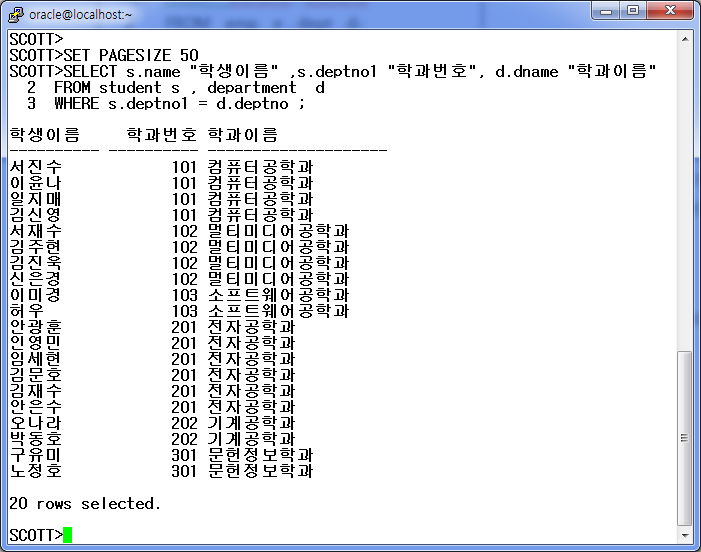 oracle@localhost:~
SCOTT>
SCOTT>SET PAGESIZE 50
SCOTT>SELECT s.name "학생이름" ,s.deptno1 "학과번호", d.dname "학과이름"
2 FROM student s , department d
3 WHERE s.deptno1 = d.deptno ;
학생이름 학과번호 학과이름
---------- ---------- --------------------
서진수 101 컴퓨터공학과
이윤나 101 컴퓨터공학과
일지매 101 컴퓨터공학과
김신영 101 컴퓨터공학과
서재수 102 멀티미디어공학과
김주현 102 멀티미디어공학과
김진욱 102 멀티미디어공학과
신은경 102 멀티미디어공학과
이미경 103 소프트웨어공학과
허우 103 소프트웨어공학과
안광훈 201 전자공학과
인영민 201 전자공학과
임세현 201 전자공학과
김문호 201 전자공학과
김재수 201 전자공학과
안은수 201 전자공학과
오나라 202 기계공학과
박동호 202 기계공학과
구유미 301 문헌정보학과
노정호 301 문헌정보학과
20 rows selected.
SCOTT>